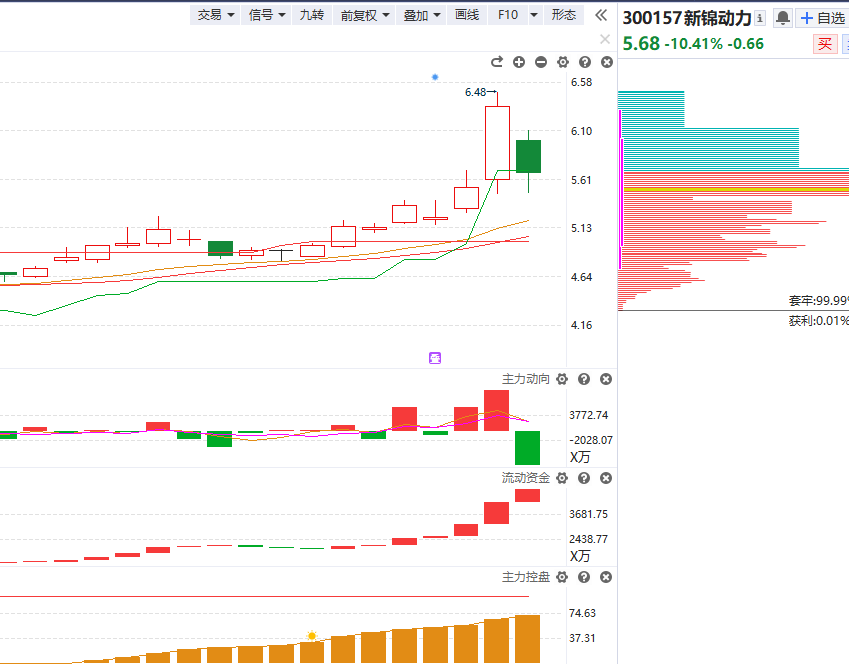 交易 信号 九转 前复权 叠加 画线 F10 形态
300157新锦动力
自选
5.68 -10.41% -0.66
买
6.58
6.48
6.10
5.61
5.13
4.64
4.16
套牢:99.99%
获利:0.01%
主力动向
3772.74
-2028.07
X万
流动资金
3681.75
2438.77
X万
主力控盘
74.63
37.31